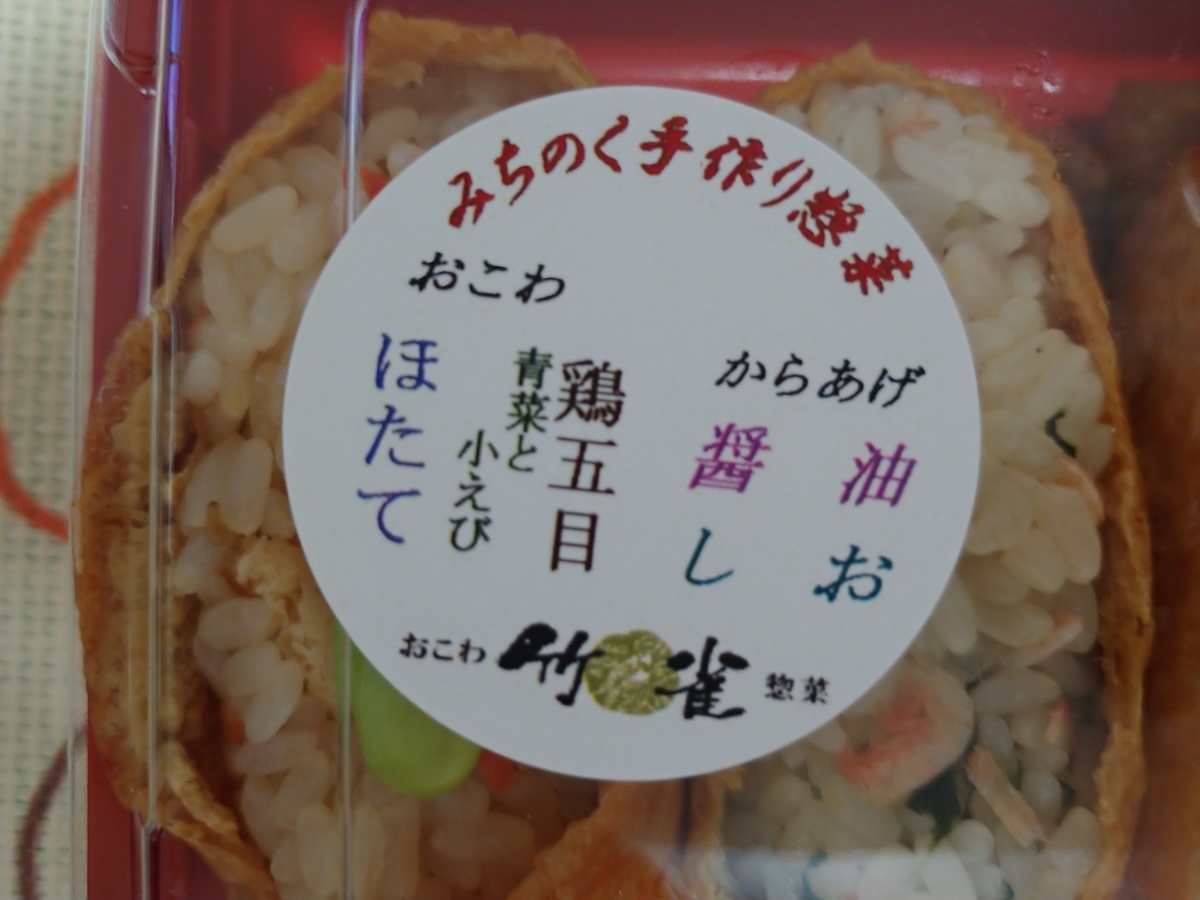 みちのく手作り惣菜
おこわ
からあげ
醤油
しお
鶏五目
青菜と
小えび
ほたて
おこわ 竹雀 惣菜